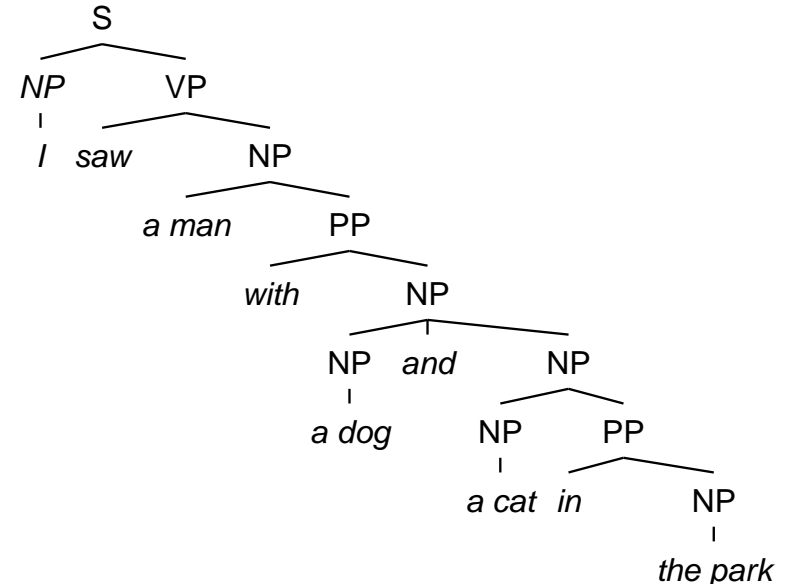 S
NP VP
I saw NP
a man PP
with NP
NP and NP
a dog NP PP
a cat in NP
the park